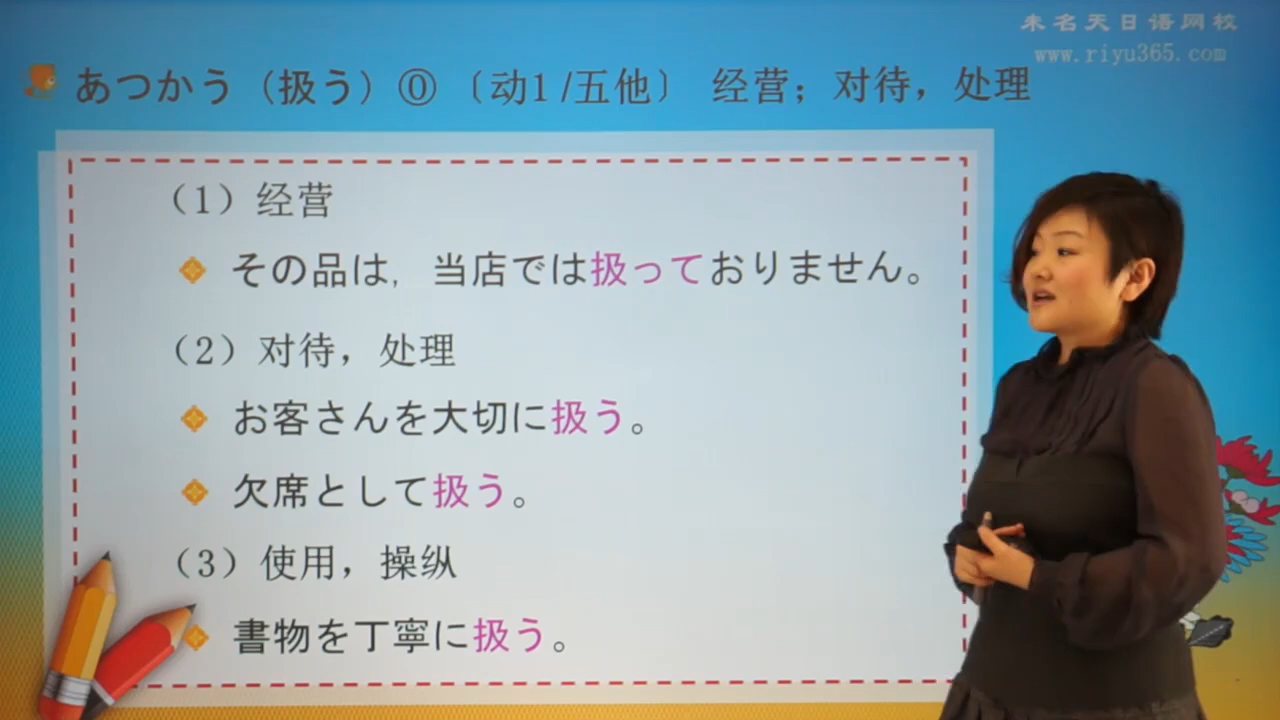 未名天日语网校
www.riyu365.com
あつかう（扱う）⓪〔动1/五他〕 经营；对待，处理
（1）经营
その品は，当店では扱っておりません。
（2）对待，处理
お客さんを大切に扱う。
欠席として扱う。
（3）使用，操纵
書物を丁寧に扱う。